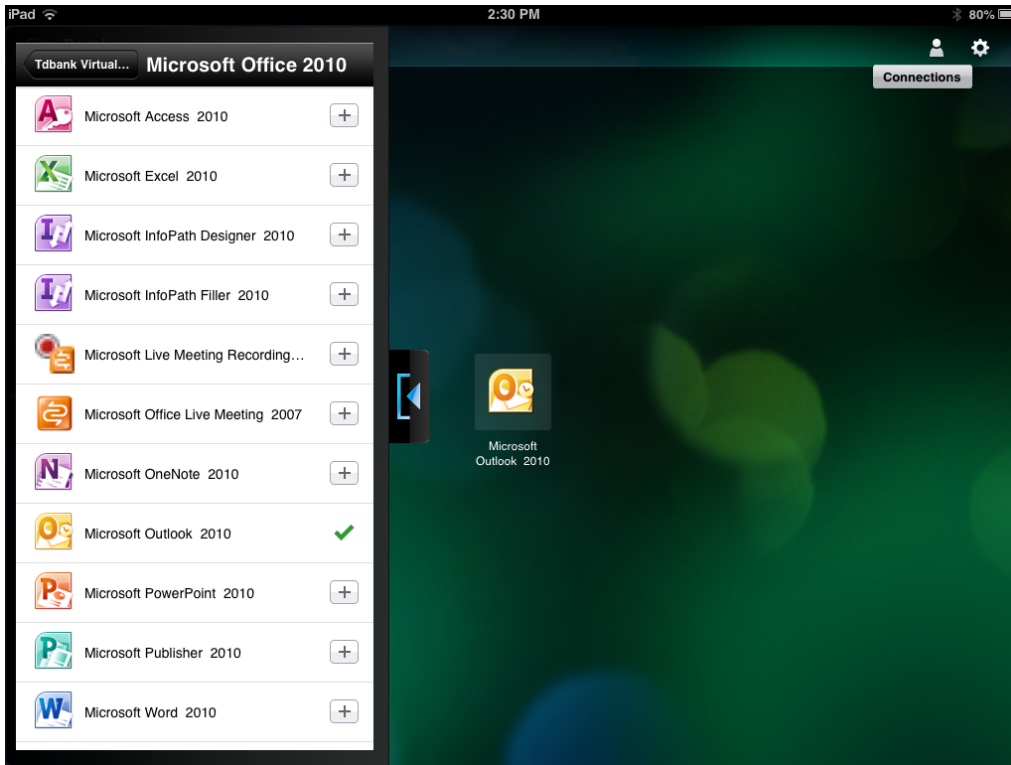 iPad
2:30 PM
80%
Tdbank Virtual...
Microsoft Office 2010
Connections
Microsoft Access 2010
Microsoft Excel 2010
Microsoft InfoPath Designer 2010
Microsoft InfoPath Filler 2010
Microsoft Live Meeting Recording...
Microsoft Office Live Meeting 2007
Microsoft OneNote 2010
Microsoft Outlook 2010
Microsoft PowerPoint 2010
Microsoft Publisher 2010
Microsoft Word 2010
Microsoft
Outlook 2010